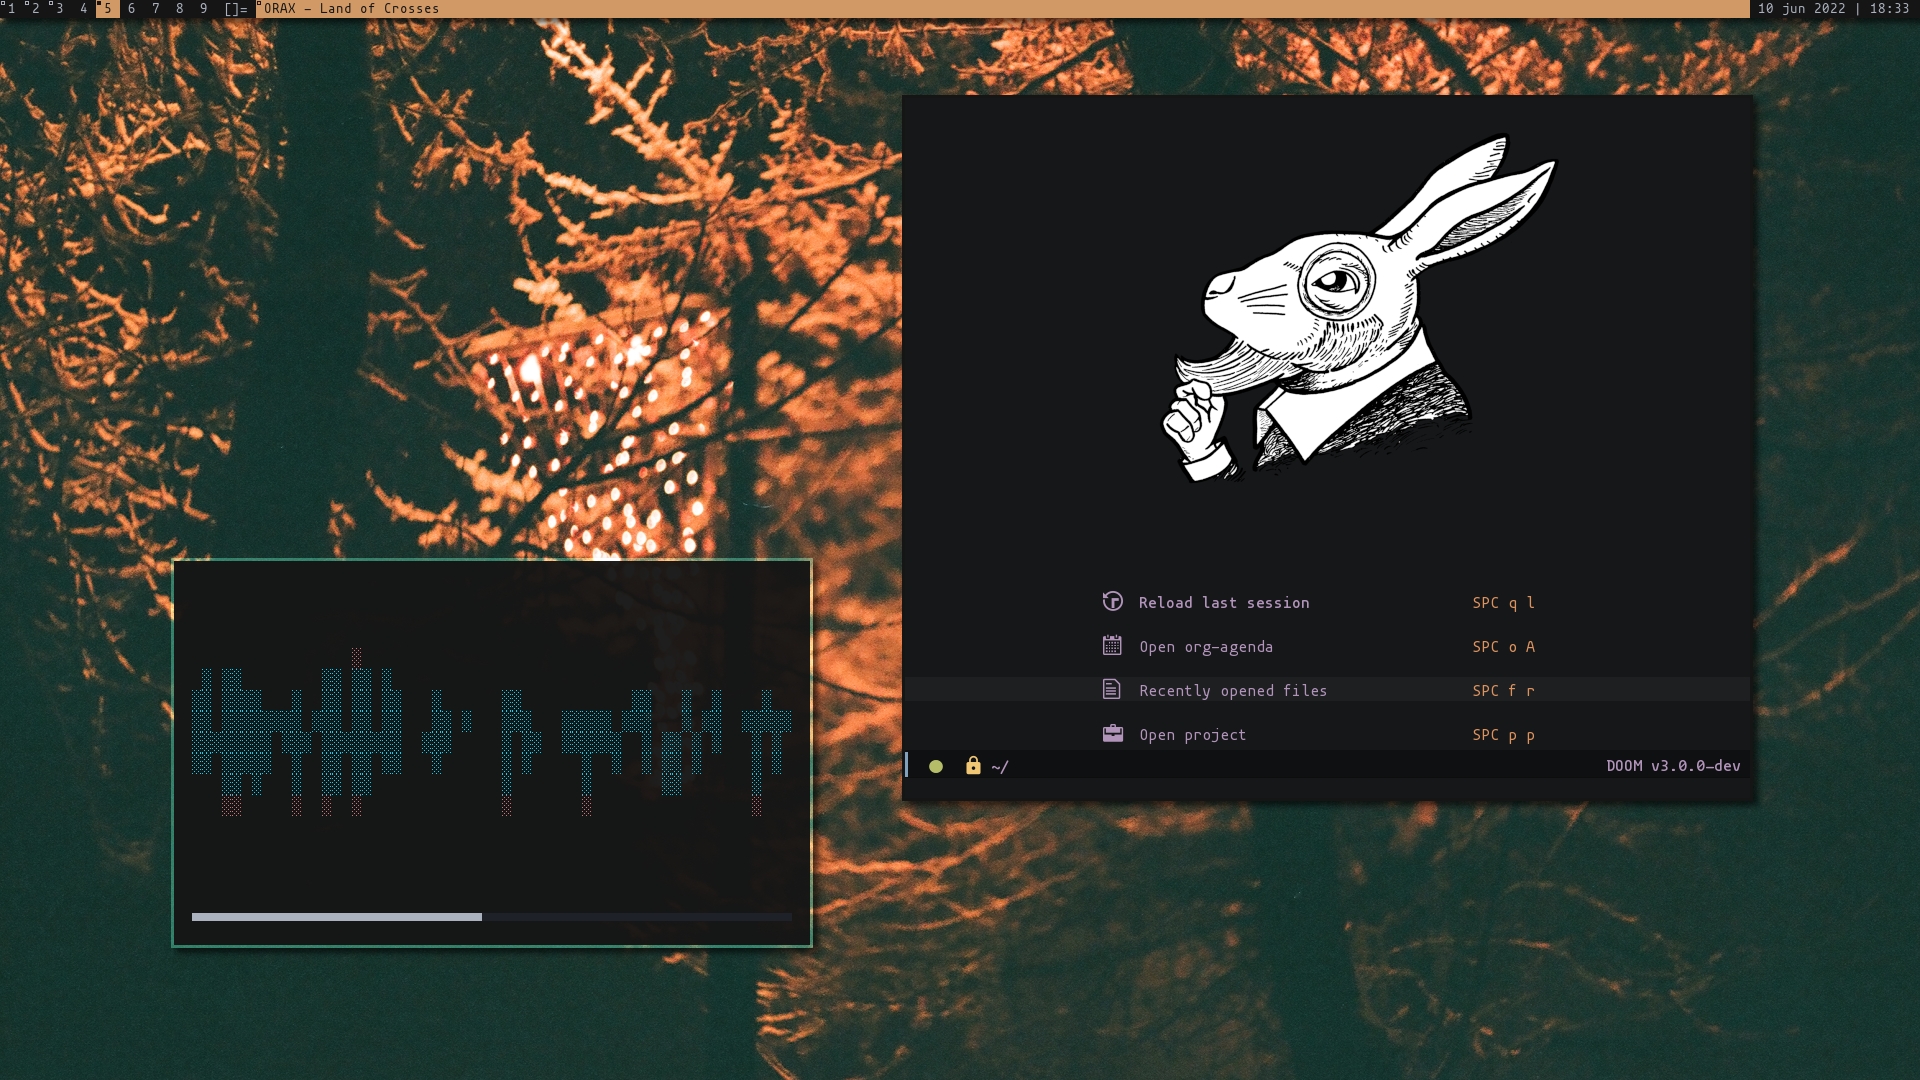 1 2 3 4 5 6 7 8 9 []= ORAX – Land of Crosses 10 jun 2022 | 18:33
Reload last session SPC q l
Open org-agenda SPC o A
Recently opened files SPC f r
Open project SPC p p
~/ DOOM v3.0.0-dev